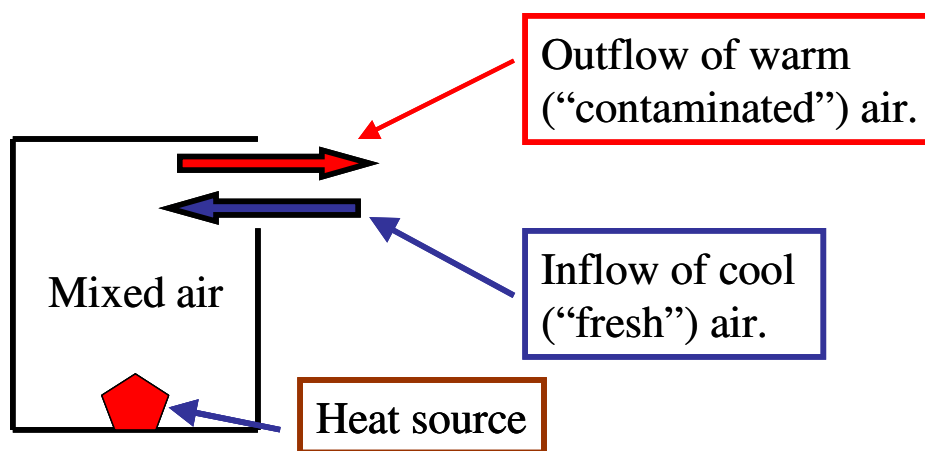 Outflow of warm
(“contaminated”) air.
Mixed air
Inflow of cool
(“fresh”) air.
Heat source